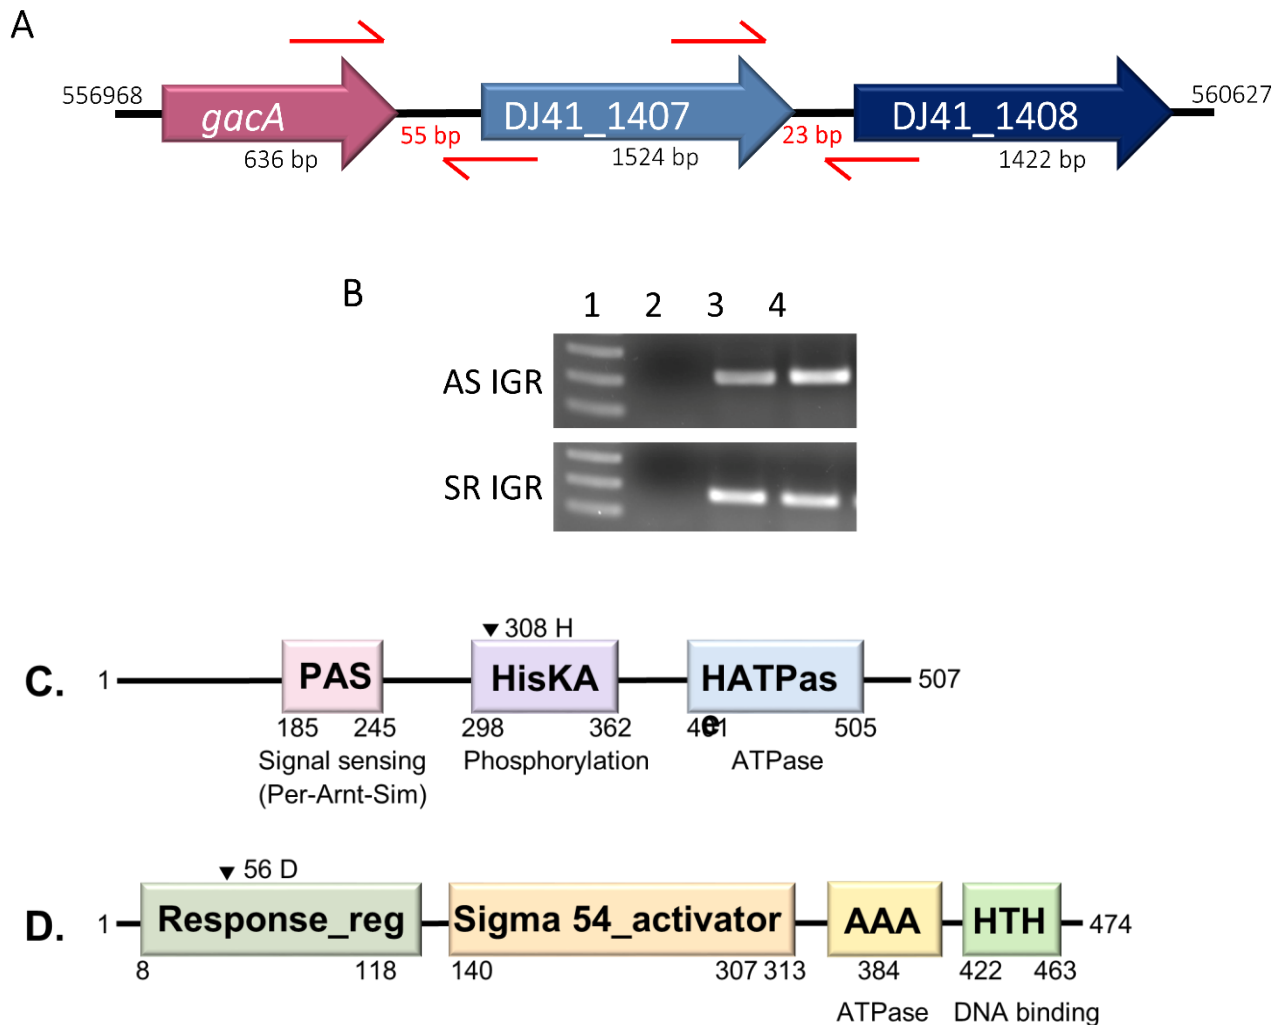 A
556968
gacA
DJ41_1407
DJ41_1408
560627
55 bp
23 bp
636 bp
1524 bp
1422 bp
B
1 2 3 4
AS IGR
SR IGR
308 H
C.
1
PAS
HisKA
HATPas
e
507
185 245
298 362
505
Signal sensing
(Per-Arnt-Sim)
Phosphorylation
ATPase
56 D
D.
1
Response_reg
Sigma 54_activator
AAA
HTH
474
8 118
140 307
313 384
422 463
ATPase
DNA binding